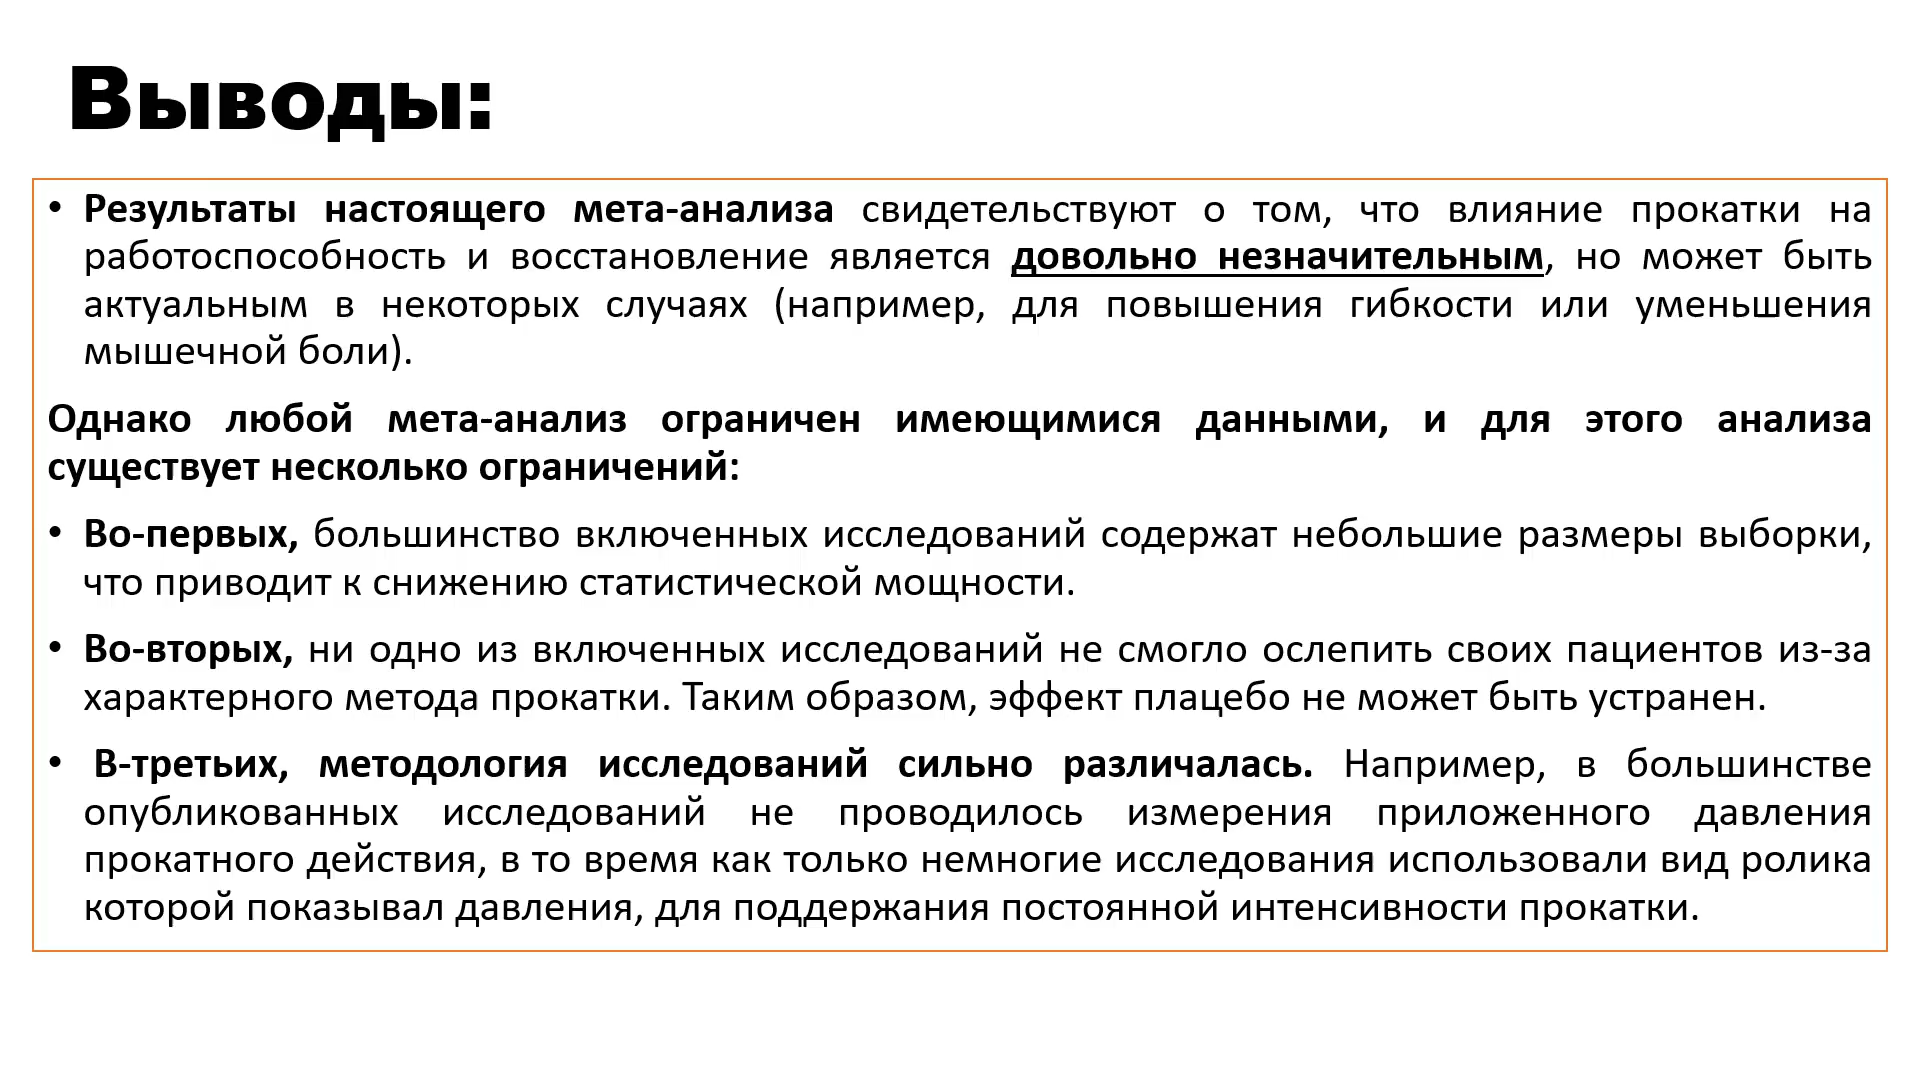 Выводы:
• Результаты настоящего мета-анализа свидетельствуют о том, что влияние прокатки на
работоспособность и восстановление является довольно незначительным, но может быть
актуальным в некоторых случаях (например, для повышения гибкости или уменьшения
мышечной боли).
Однако любой мета-анализ ограничен имеющимися данными, и для этого анализа
существует несколько ограничений:
• Во-первых, большинство включенных исследований содержат небольшие размеры выборки,
что приводит к снижению статистической мощности.
• Во-вторых, ни одно из включенных исследований не смогло ослепить своих пациентов из-за
характерного метода прокатки. Таким образом, эффект плацебо не может быть устранен.
• В-третьих, методология исследований сильно различалась. Например, в большинстве
опубликованных исследований не проводилось измерения приложенного давления
прокатного действия, в то время как только немногие исследования использовали вид ролика
которой показывал давления, для поддержания постоянной интенсивности прокатки.